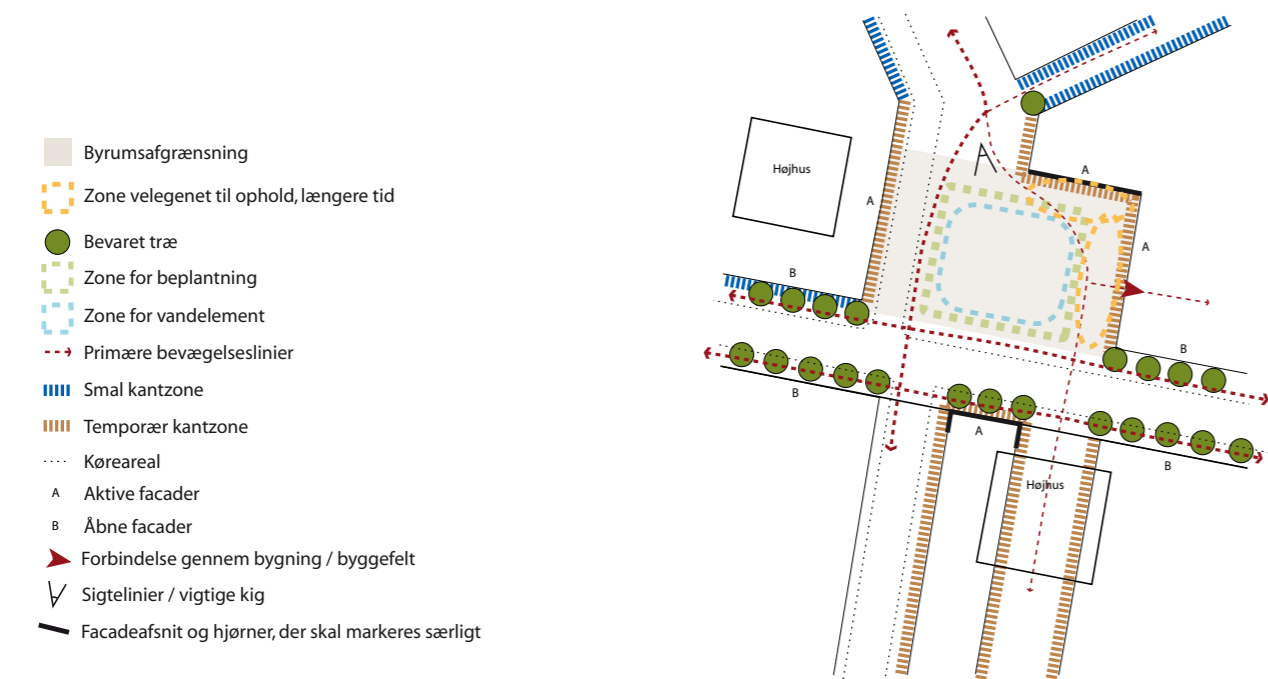 Byrumsafgrænsning
Zone velegenet til ophold, længere tid
Bevaret træ
Zone for beplantning
Zone for vandelement
Primære bevægelseslinier
Smal kantzone
Temporær kantzone
Køreareal
A Aktive facader
B Åbne facader
Forbindelse gennem bygning / byggefelt
Sigtelinier / vigtige kig
Facadeafsnit og hjørner, der skal markeres særligt
Højhus
A
A
A
B
B
B
A
B
Højhus